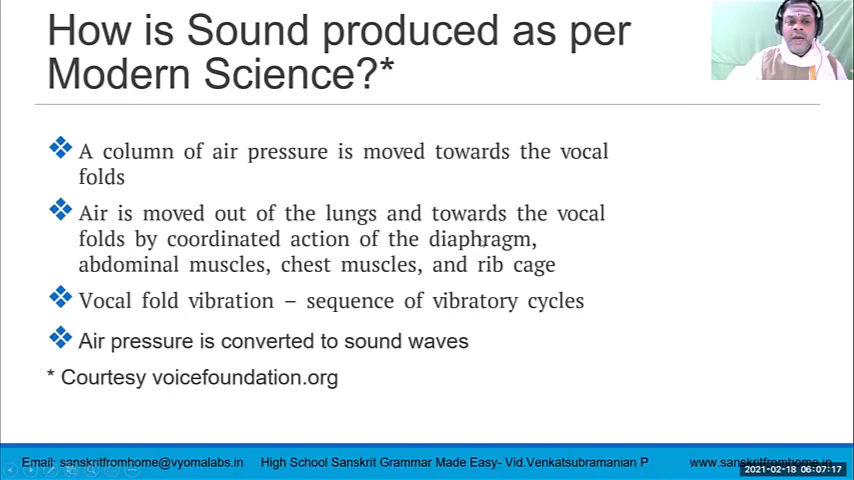 How is Sound produced as per
Modern Science?*
❖ A column of air pressure is moved towards the vocal
folds
❖ Air is moved out of the lungs and towards the vocal
folds by coordinated action of the diaphragm,
abdominal muscles, chest muscles, and rib cage
❖ Vocal fold vibration – sequence of vibratory cycles
❖ Air pressure is converted to sound waves
* Courtesy voicefoundation.org
Email: sanskritfromhome@vyomalabs.in High School Sanskrit Grammar Made Easy- Vid.Venkatsubramanian P www.sanskritfromhome.in
2021-02-18 06:07:17